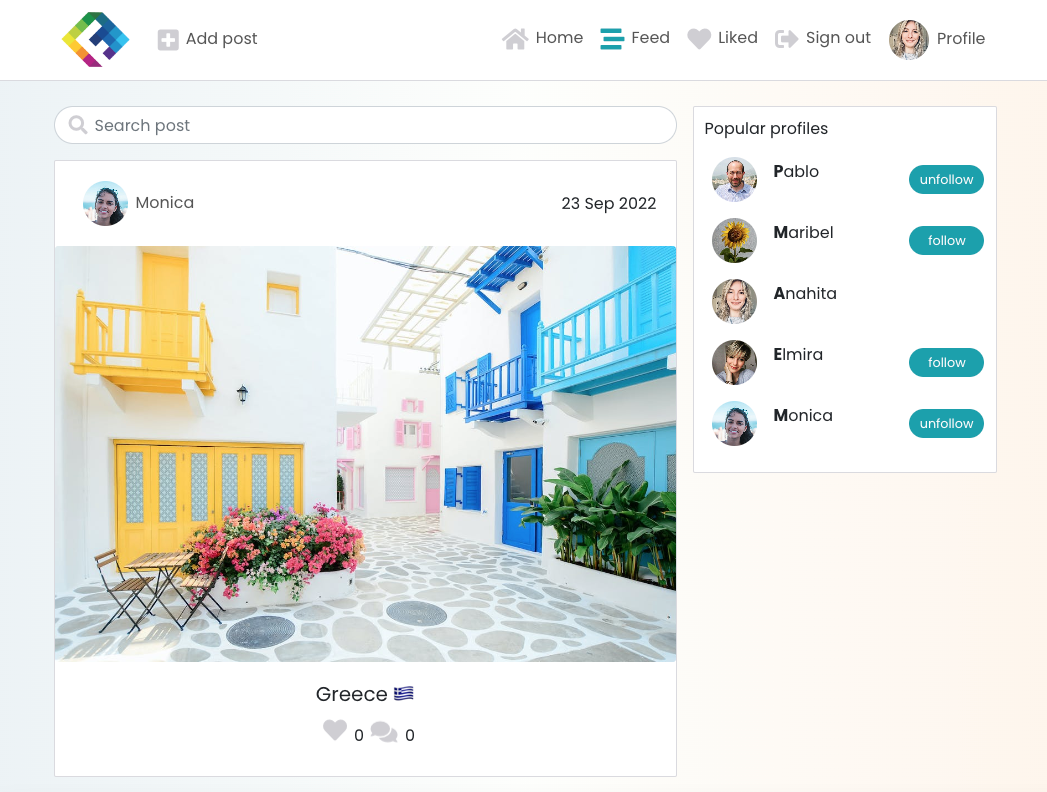 Add post
Home Feed Liked Sign out Profile
Search post
Popular profiles
Monica 23 Sep 2022
Pablo unfollow
Maribel follow
Anahita
Elmira follow
Monica unfollow
Greece 🇬🇷
0 0